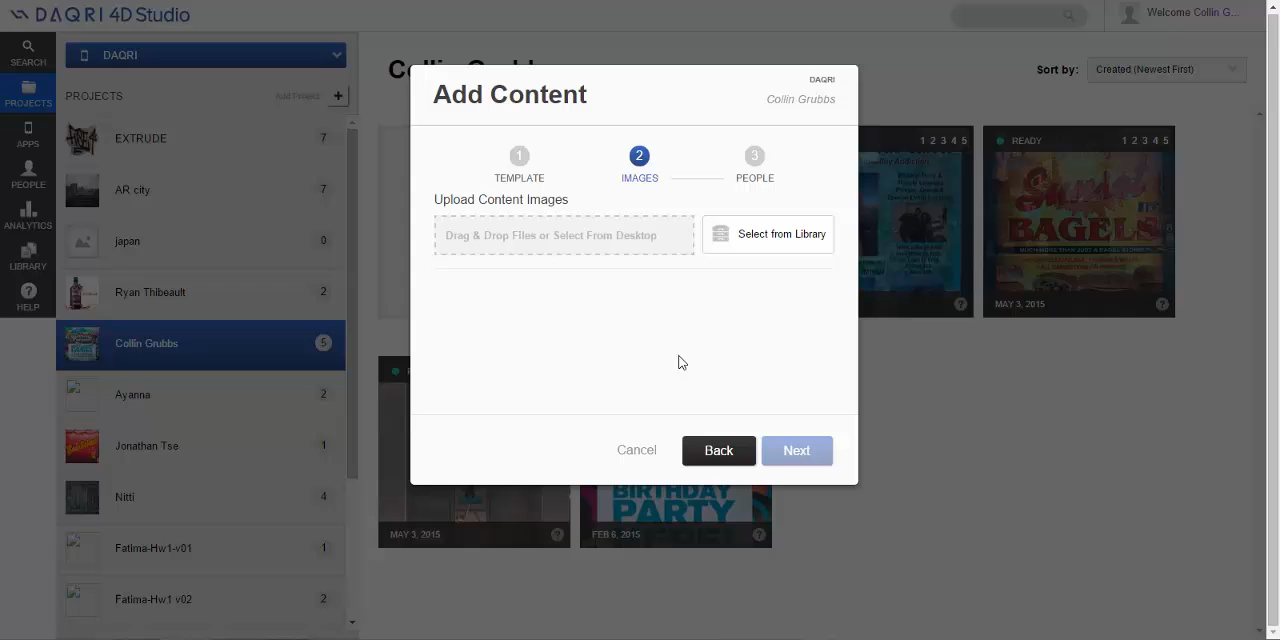 DAQRI 4D Studio
Welcome Collin G...
SEARCH
PROJECTS
APPS
PEOPLE
ANALYTICS
LIBRARY
HELP
DAQRI
PROJECTS
Add Project +
EXTRUDE 7
AR city 7
japan 0
Ryan Thibeault 2
Collin Grubbs 5
Ayanna 2
Jonathan Tse 1
Nitti 4
Fatima-Hw1-v01 1
Fatima-Hw1 v02 2
Sort by: Created (Newest First)
Add Content
DAQRI
Collin Grubbs
1 2 3
TEMPLATE IMAGES PEOPLE
Upload Content Images
Drag & Drop Files or Select From Desktop
Select from Library
Cancel Back Next
1 2 3 4 5
READY 1 2 3 4 5
BAGELS
MAY 3, 2015
MAY 3, 2015
BIRTHDAY
PARTY
FEB 6, 2015